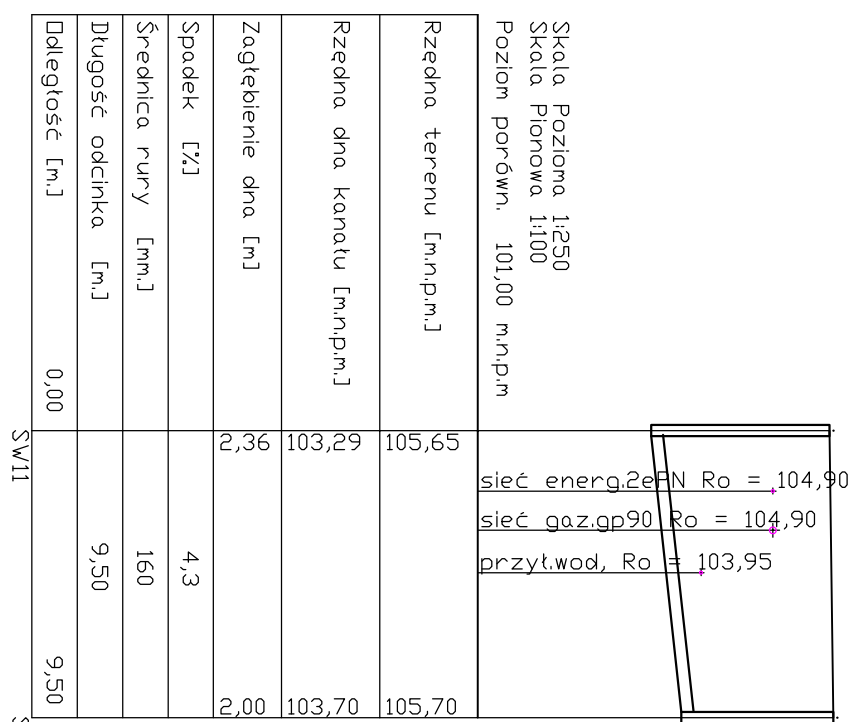 Skala Pozioma 1:250
Skala Pionowa 1:100
Poziom porówn. 101,00 m.n.p.m
Rzędna terenu [m.n.p.m.]
105,65
105,70
Rzędna dna kanału [m.n.p.m.]
103,29
103,70
Zagłębienie dna [m]
2,36
2,00
Spadek [%]
4,3
Średnica rury [mm.]
160
Długość odcinka [m.]
9,50
Odległość [m.]
0,00
9,50
SW11
sieć energ.2ePN Ro = 104,90
sieć gaz.gp90 Ro = 104,90
przył.wod, Ro = 103,95